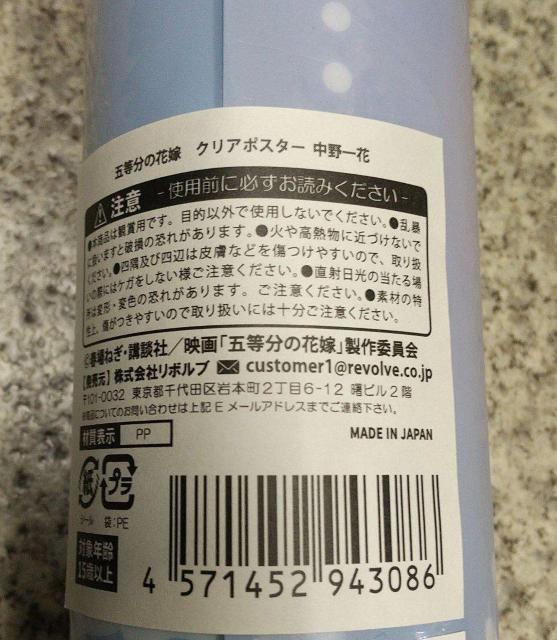 五等分の花嫁 クリアポスター 中野一花
注意 -使用前に必ずお読みください-
●本商品は観賞用です。目的以外で使用しないでください。●乱暴
に扱いますと破損の恐れがあります。●火や高熱物に近づけないで
ください。●四隅及び四辺は皮膚などを傷つけやすいので、取り扱
いの際にはケガをしない様ご注意ください。●直射日光の当たる場
所は変形・変色の恐れがあります。ご注意ください。●素材の特
性上、傷がつきやすいので取り扱いには十分ご注意ください。
©春場ねぎ・講談社／映画「五等分の花嫁」製作委員会
【発売元】株式会社リボルブ customer1@revolve.co.jp
〒101-0032 東京都千代田区岩本町2丁目6-12 曙ビル2階
本商品についてのお問い合わせは上記Eメールアドレスまでご連絡下さい。
材質表示 PP
MADE IN JAPAN
紙 プラ
シール 袋:PE
対象年齢
15歳以上
4 571452 943086